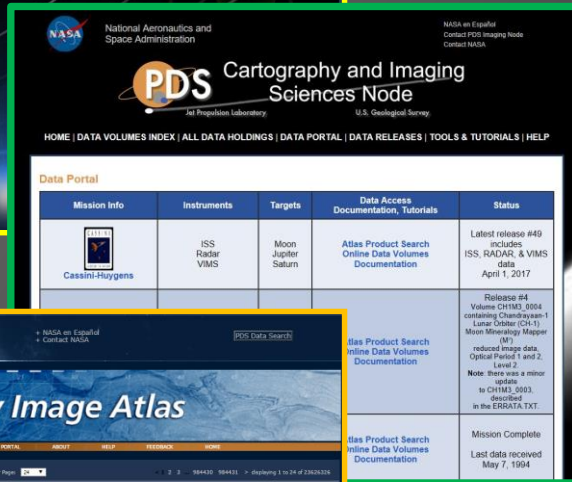 NASA
National Aeronautics and
Space Administration
NASA en Español
Contact PDS Imaging Node
Contact NASA
PDS
Cartography and Imaging
Sciences Node
Jet Propulsion Laboratory
U.S. Geological Survey
HOME | DATA VOLUMES INDEX | ALL DATA HOLDINGS | DATA PORTAL | DATA RELEASES | TOOLS & TUTORIALS | HELP
Data Portal
Mission Info
Instruments
Targets
Data Access
Documentation, Tutorials
Status
CASSINI
Cassini-Huygens
ISS
Radar
VIMS
Moon
Jupiter
Saturn
Atlas Product Search
Online Data Volumes
Documentation
Latest release #49
includes
ISS, RADAR, & VIMS
data
April 1, 2017
Atlas Product Search
Online Data Volumes
Documentation
Release #4
Volume CH1M3_0004
containing Chandrayaan-1
Lunar Orbiter (CH-1)
Moon Mineralogy Mapper
(M³)
reduced image data,
Optical Period 1 and 2,
Level 2.
Note: there was a minor
update
to CH1M3_0003,
described
in the ERRATA.TXT.
Atlas Product Search
Online Data Volumes
Documentation
Mission Complete
Last data received
May 7, 1994
+ NASA en Español
+ Contact NASA
PDS Data Search
y Image Atlas
PORTAL
ABOUT
HELP
FEEDBACK
HOME
Page: 24
1 2 3 ... 984430 984431 > displaying 1 to 24 of 23626326